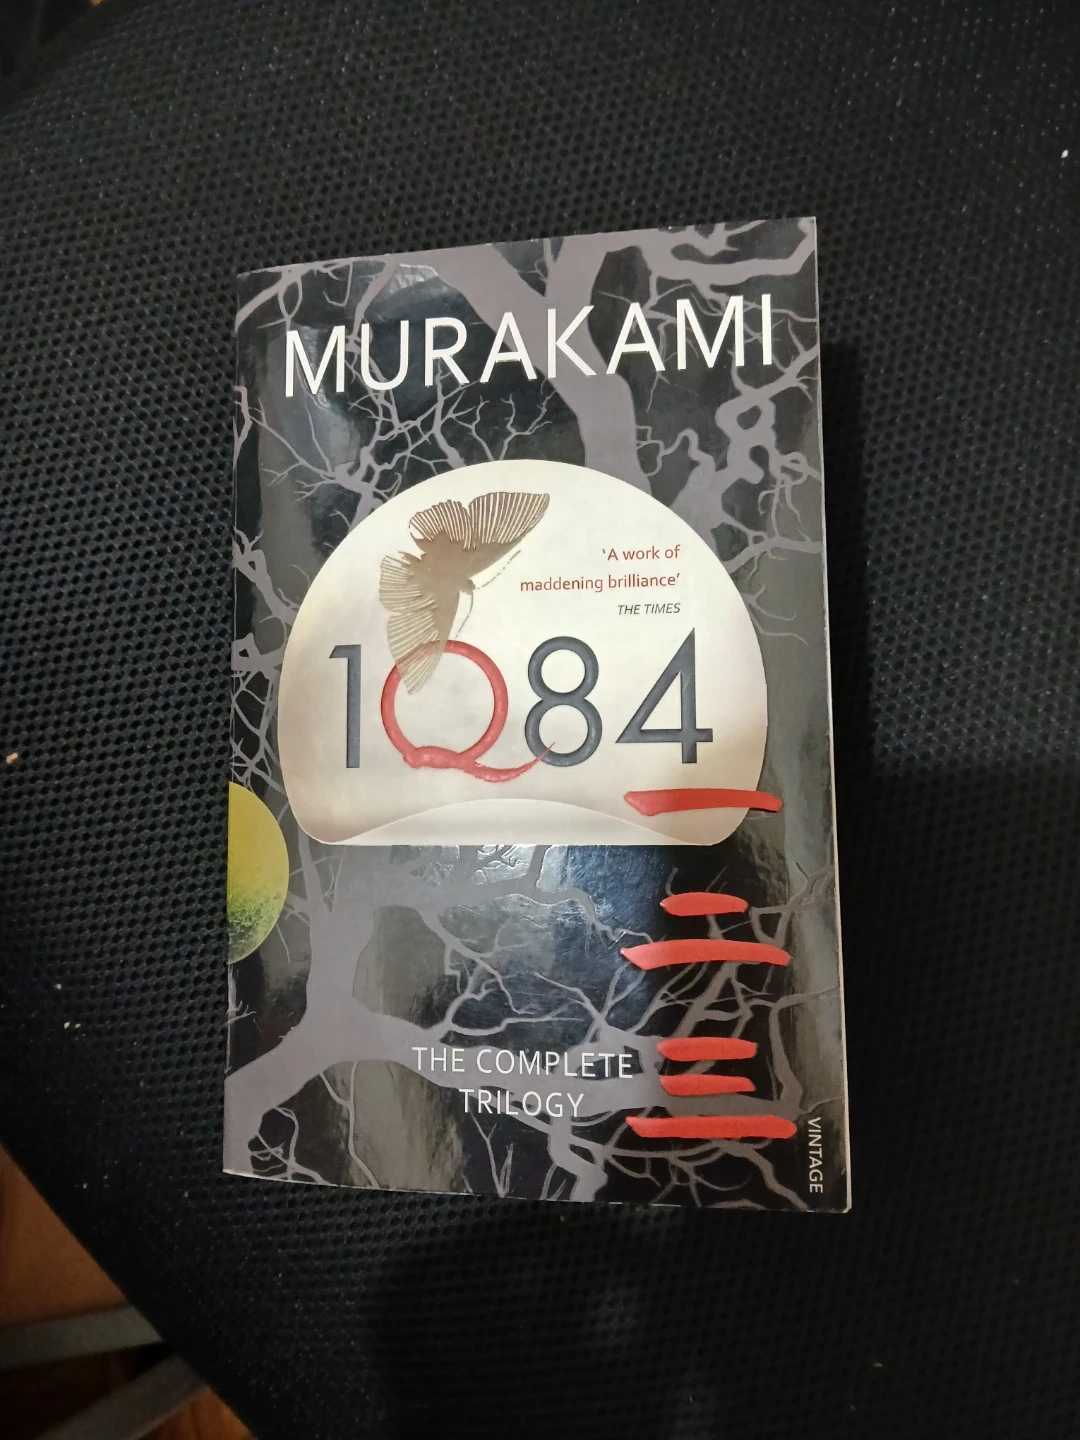 MURAKAMI
‘A work of
maddening brilliance’
THE TIMES
1Q84
THE COMPLETE
TRILOGY
VINTAGE